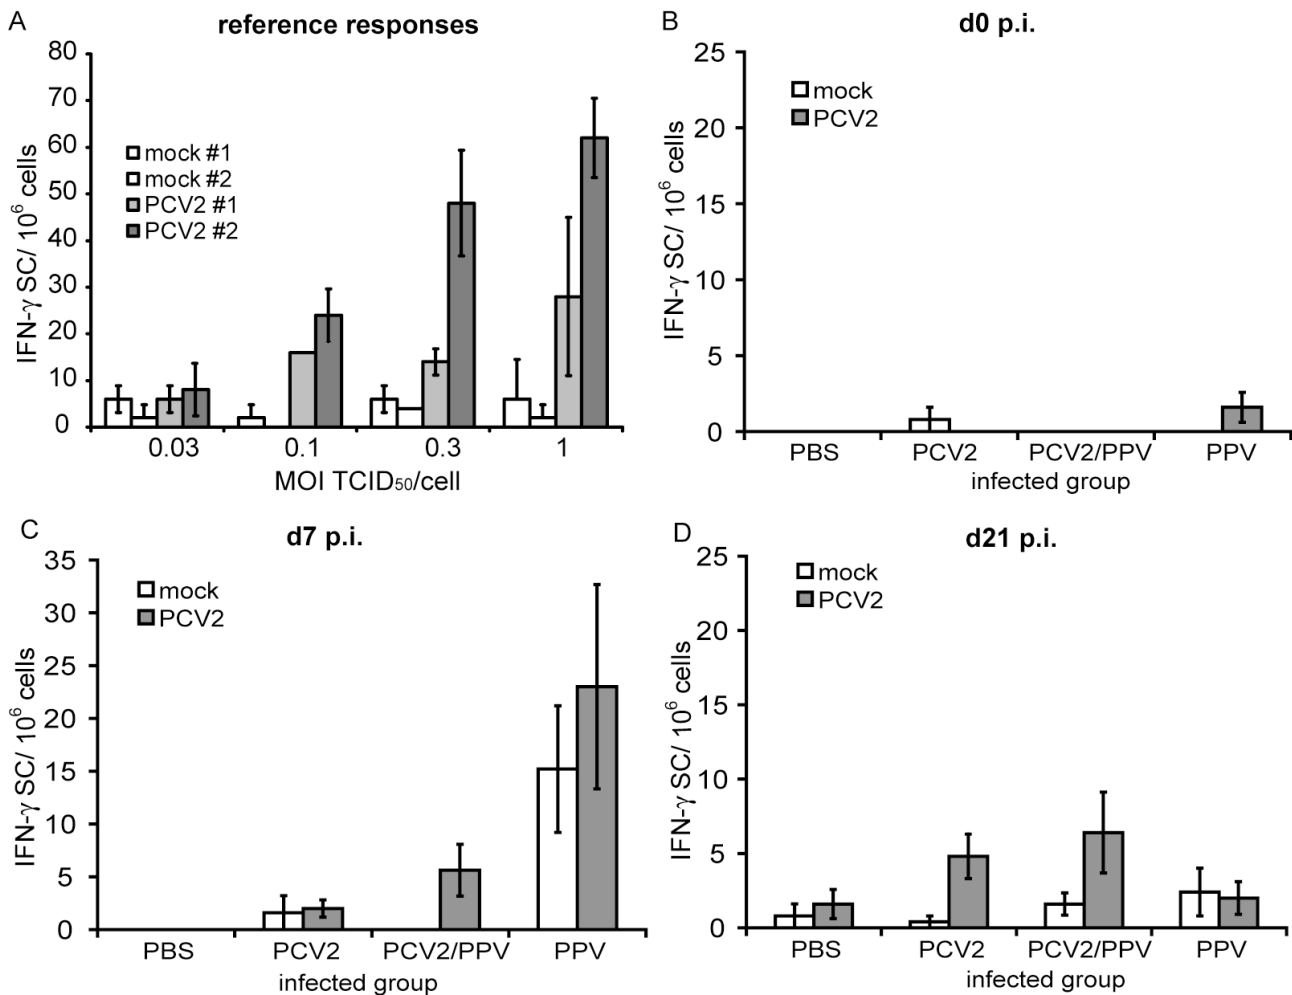 A
reference responses
80
70
60
50
40
30
20
10
0
IFN-γ SC/ 10⁶ cells
mock #1
mock #2
PCV2 #1
PCV2 #2
0.03 0.1 0.3 1
MOI TCID₅₀/cell
B
d0 p.i.
25
20
15
10
5
0
IFN-γ SC/ 10⁶ cells
mock
PCV2
PBS PCV2 PCV2/PPV PPV
infected group
C
d7 p.i.
35
30
25
20
15
10
5
0
IFN-γ SC/ 10⁶ cells
mock
PCV2
PBS PCV2 PCV2/PPV PPV
infected group
D
d21 p.i.
25
20
15
10
5
0
IFN-γ SC/ 10⁶ cells
mock
PCV2
PBS PCV2 PCV2/PPV PPV
infected group